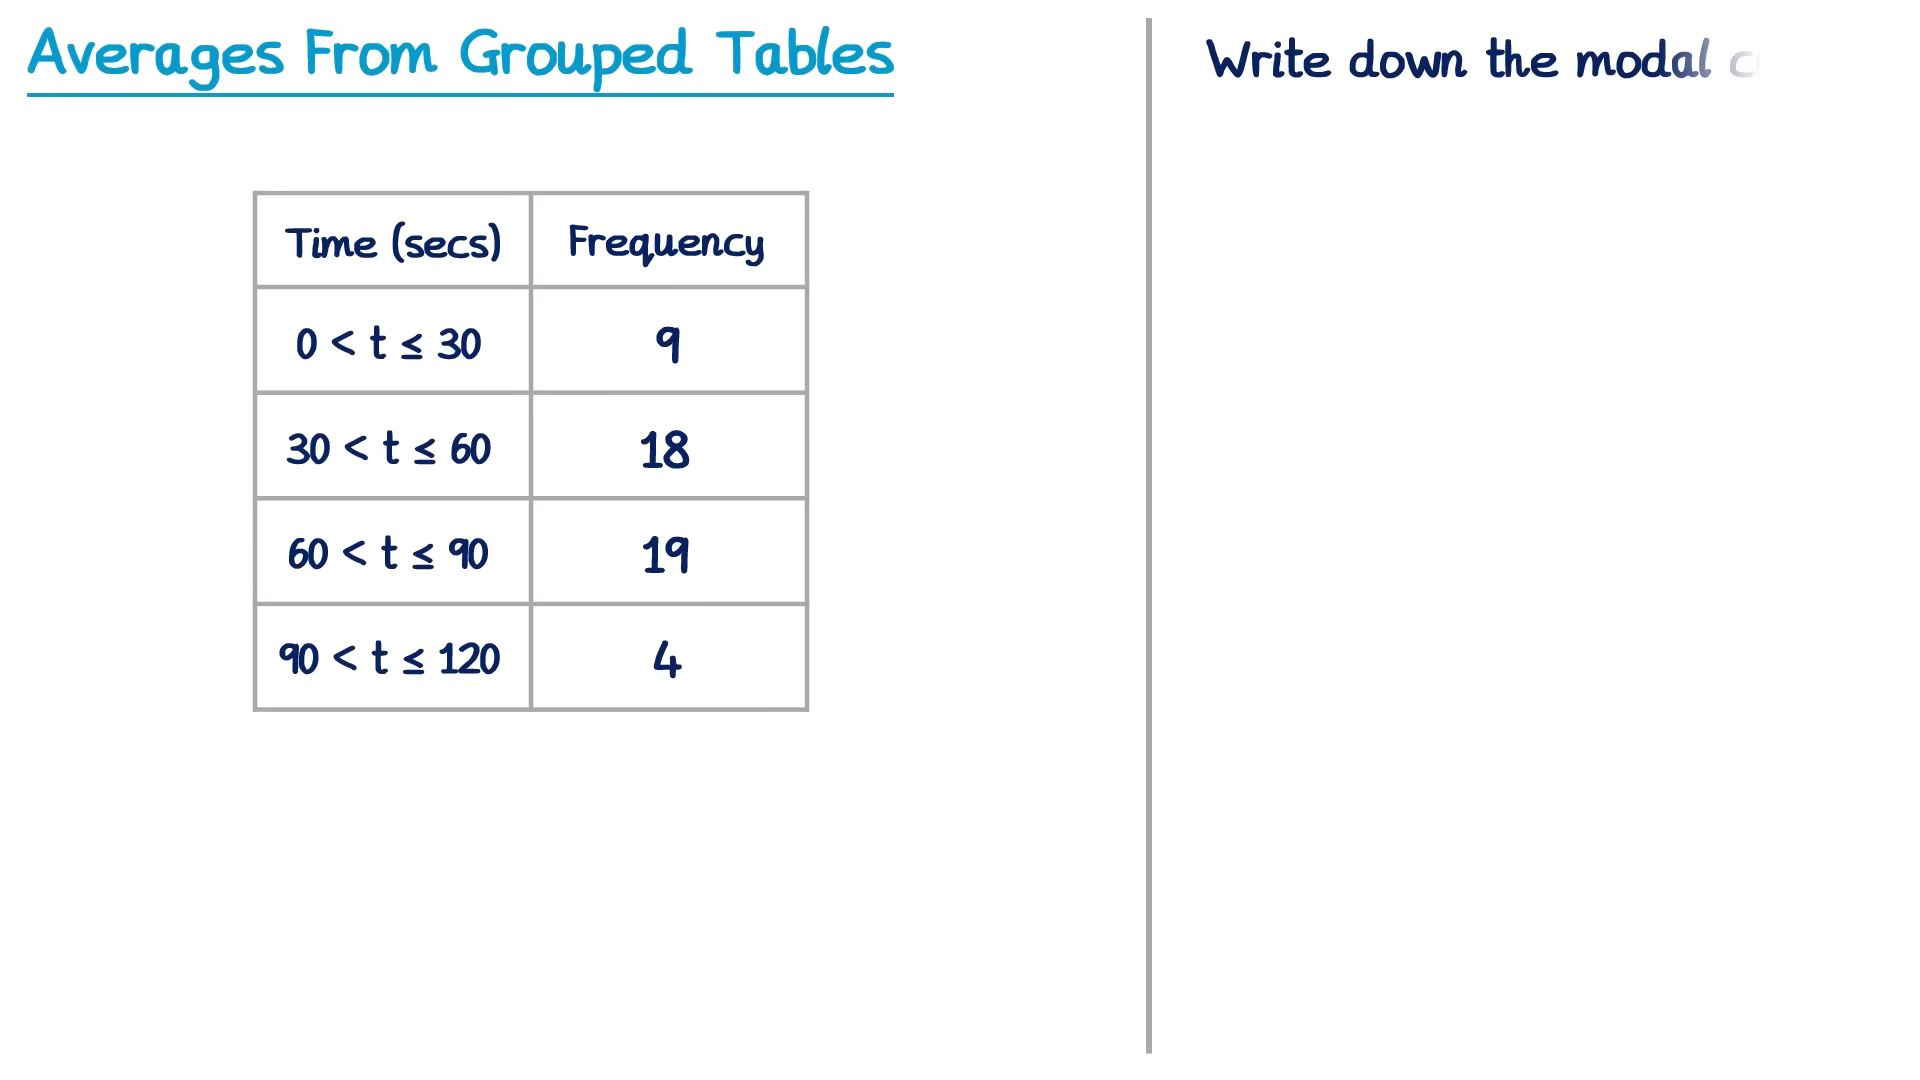 Averages From Grouped Tables
Write down the modal
Time (secs) Frequency
0 < t ≤ 30 9
30 < t ≤ 60 18
60 < t ≤ 90 19
90 < t ≤ 120 4